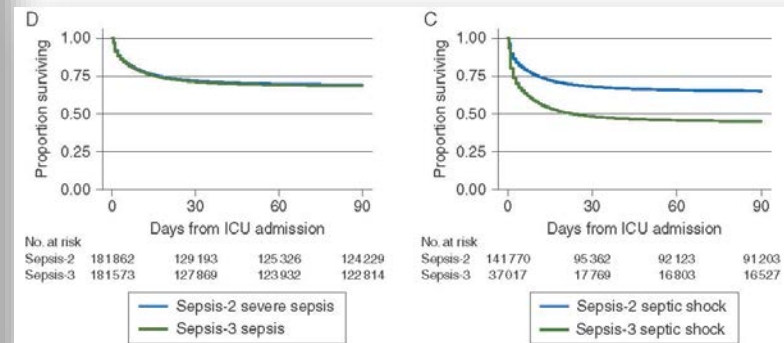 D
Proportion surviving
1.00
0.75
0.50
0.25
0.00
0 30 60 90
Days from ICU admission
No. at risk
Sepsis-2 181862 129193 125326 124229
Sepsis-3 181573 127869 123932 122814
Sepsis-2 severe sepsis
Sepsis-3 sepsis
C
Proportion surviving
1.00
0.75
0.50
0.25
0.00
0 30 60 90
Days from ICU admission
No. at risk
Sepsis-2 141770 95362 92123 91203
Sepsis-3 37017 17769 16803 16527
Sepsis-2 septic shock
Sepsis-3 septic shock